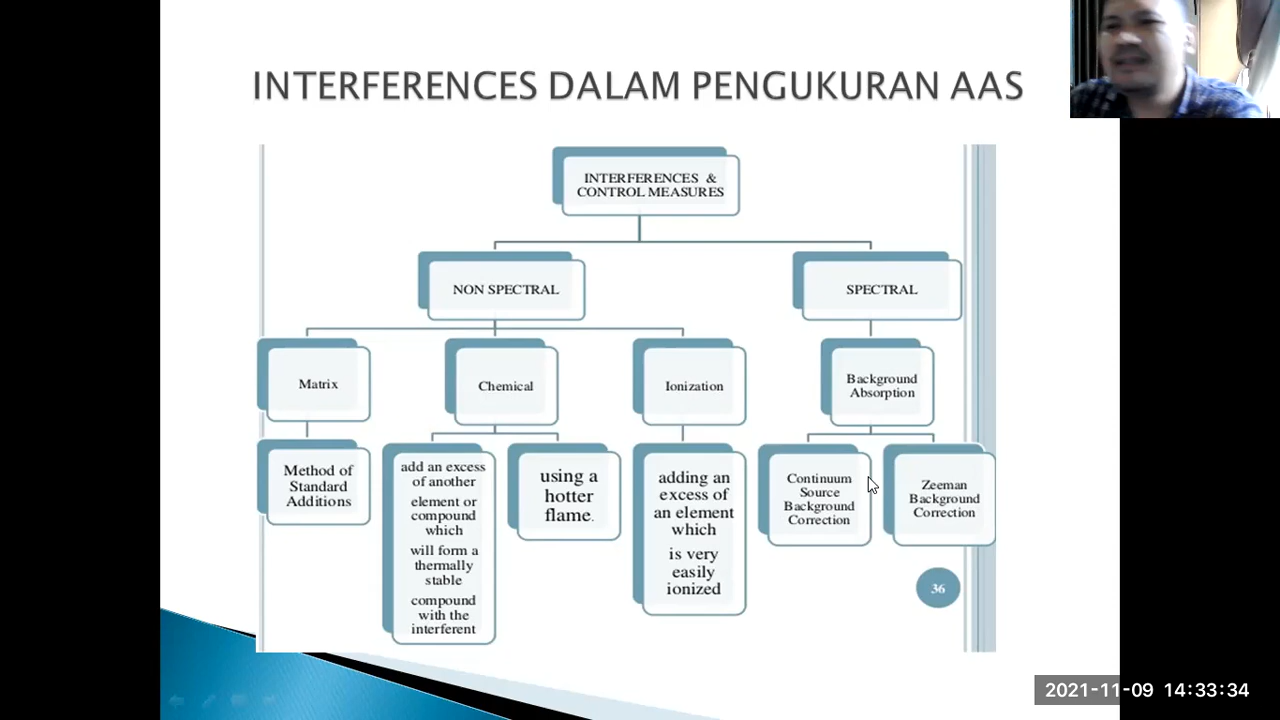 INTERFERENCES DALAM PENGUKURAN AAS
INTERFERENCES &
CONTROL MEASURES
NON SPECTRAL
SPECTRAL
Matrix
Chemical
Ionization
Background
Absorption
Method of
Standard
Additions
add an excess
of another
element or
compound
which
will form a
thermally
stable
compound
with the
interferent
using a
hotter
flame.
adding an
excess of
an element
which
is very
easily
ionized
Continuum
Source
Background
Correction
Zeeman
Background
Correction
36
2021-11-09 14:33:34